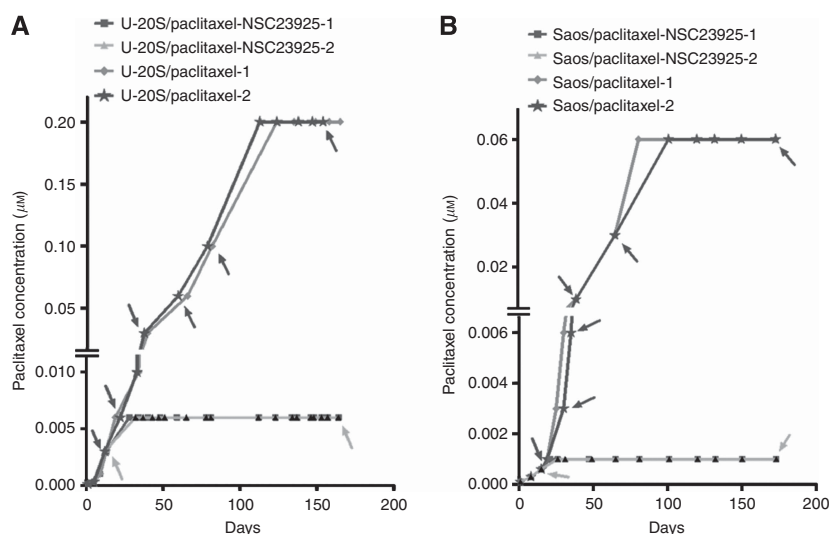 A
U-20S/paclitaxel-NSC23925-1
U-20S/paclitaxel-NSC23925-2
U-20S/paclitaxel-1
U-20S/paclitaxel-2
Paclitaxel concentration (μM)
0.20
0.15
0.10
0.05
0.010
0.005
0.000
0
50
100
150
200
Days
B
Saos/paclitaxel-NSC23925-1
Saos/paclitaxel-NSC23925-2
Saos/paclitaxel-1
Saos/paclitaxel-2
Paclitaxel concentration (μM)
0.06
0.04
0.02
0.006
0.004
0.002
0.000
0
50
100
150
200
Days